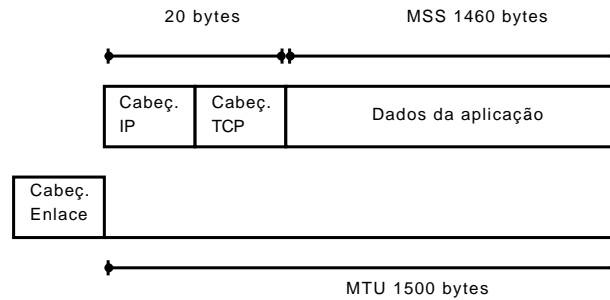 20 bytes
MSS 1460 bytes
Cabeç.
IP
Cabeç.
TCP
Dados da aplicação
Cabeç.
Enlace
MTU 1500 bytes